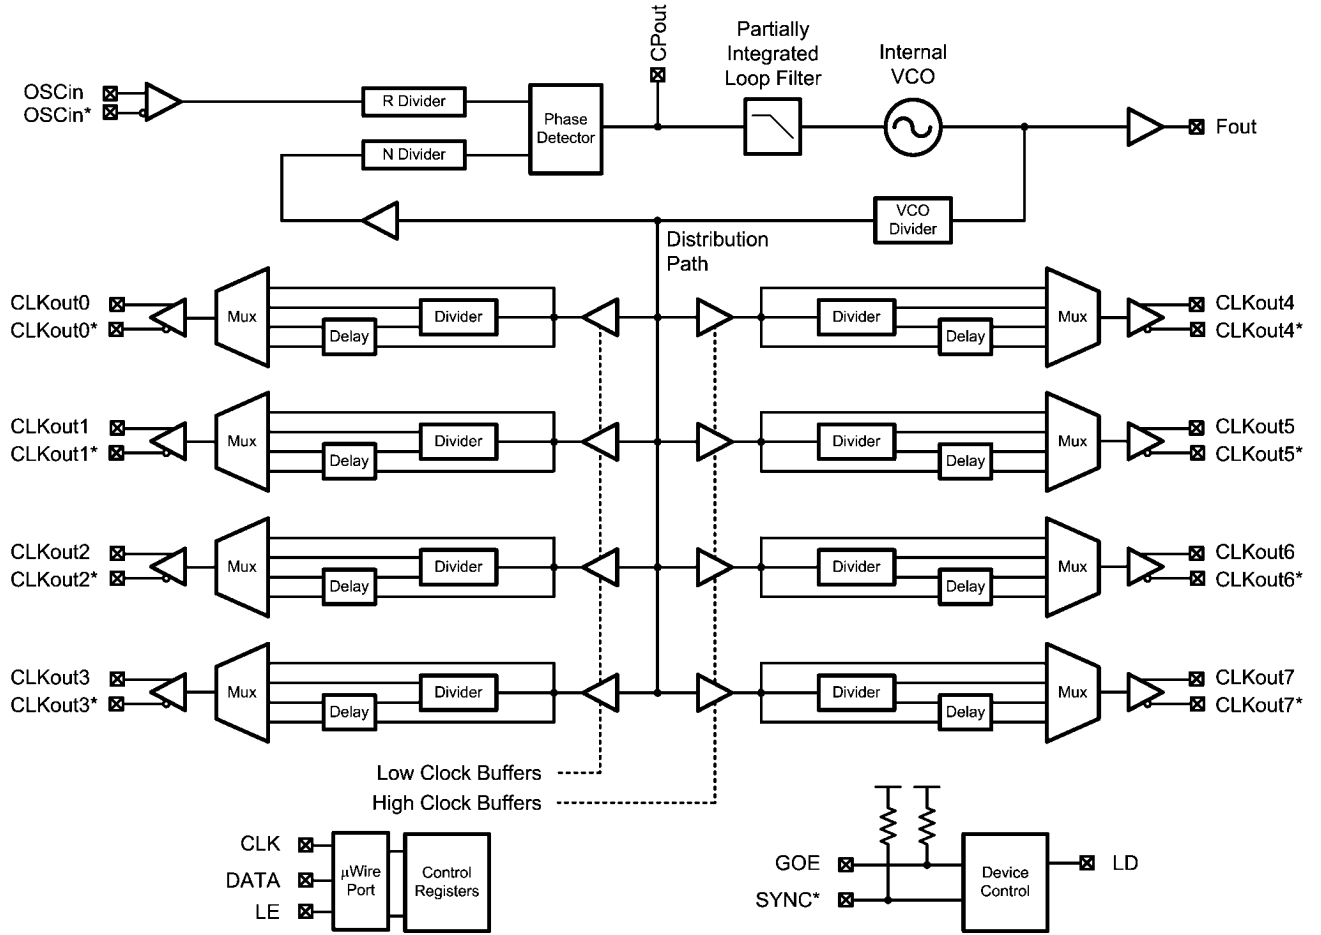 CPout
Partially
Integrated
Loop Filter
Internal
VCO
OSCin
OSCin*
R Divider
N Divider
Phase
Detector
Fout
VCO
Divider
Distribution
Path
CLKout0
CLKout0*
Mux
Delay
Divider
Divider
Delay
Mux
CLKout4
CLKout4*
CLKout1
CLKout1*
Mux
Delay
Divider
Divider
Delay
Mux
CLKout5
CLKout5*
CLKout2
CLKout2*
Mux
Delay
Divider
Divider
Delay
Mux
CLKout6
CLKout6*
CLKout3
CLKout3*
Mux
Delay
Divider
Divider
Delay
Mux
CLKout7
CLKout7*
Low Clock Buffers
High Clock Buffers
CLK
DATA
LE
µWire
Port
Control
Registers
GOE
SYNC*
Device
Control
LD